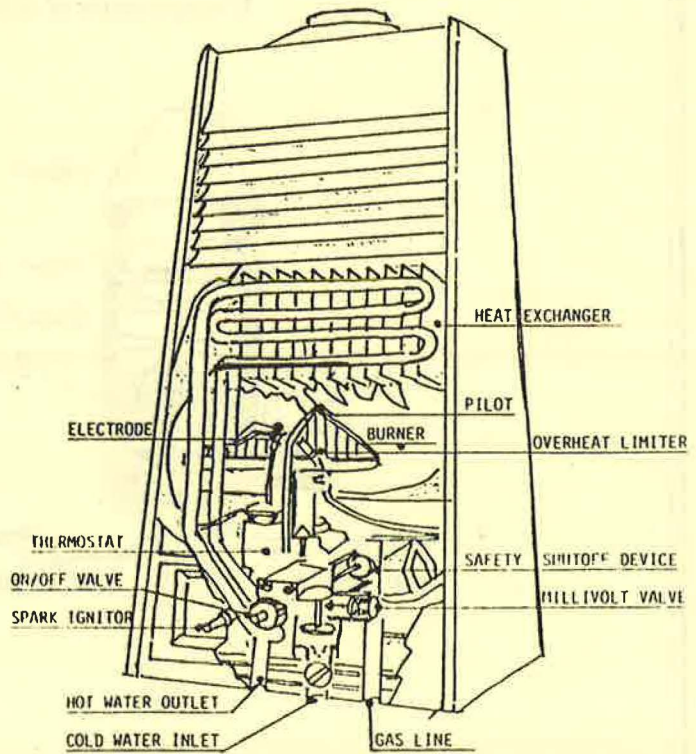 HEAT EXCHANGER
PILOT
ELECTRODE
BURNER
OVERHEAT LIMITER
THERMOSTAT
SAFETY SHUTOFF DEVICE
ON/OFF VALVE
MILLIVOLT VALVE
SPARK IGNITOR
HOT WATER OUTLET
COLD WATER INLET
GAS LINE